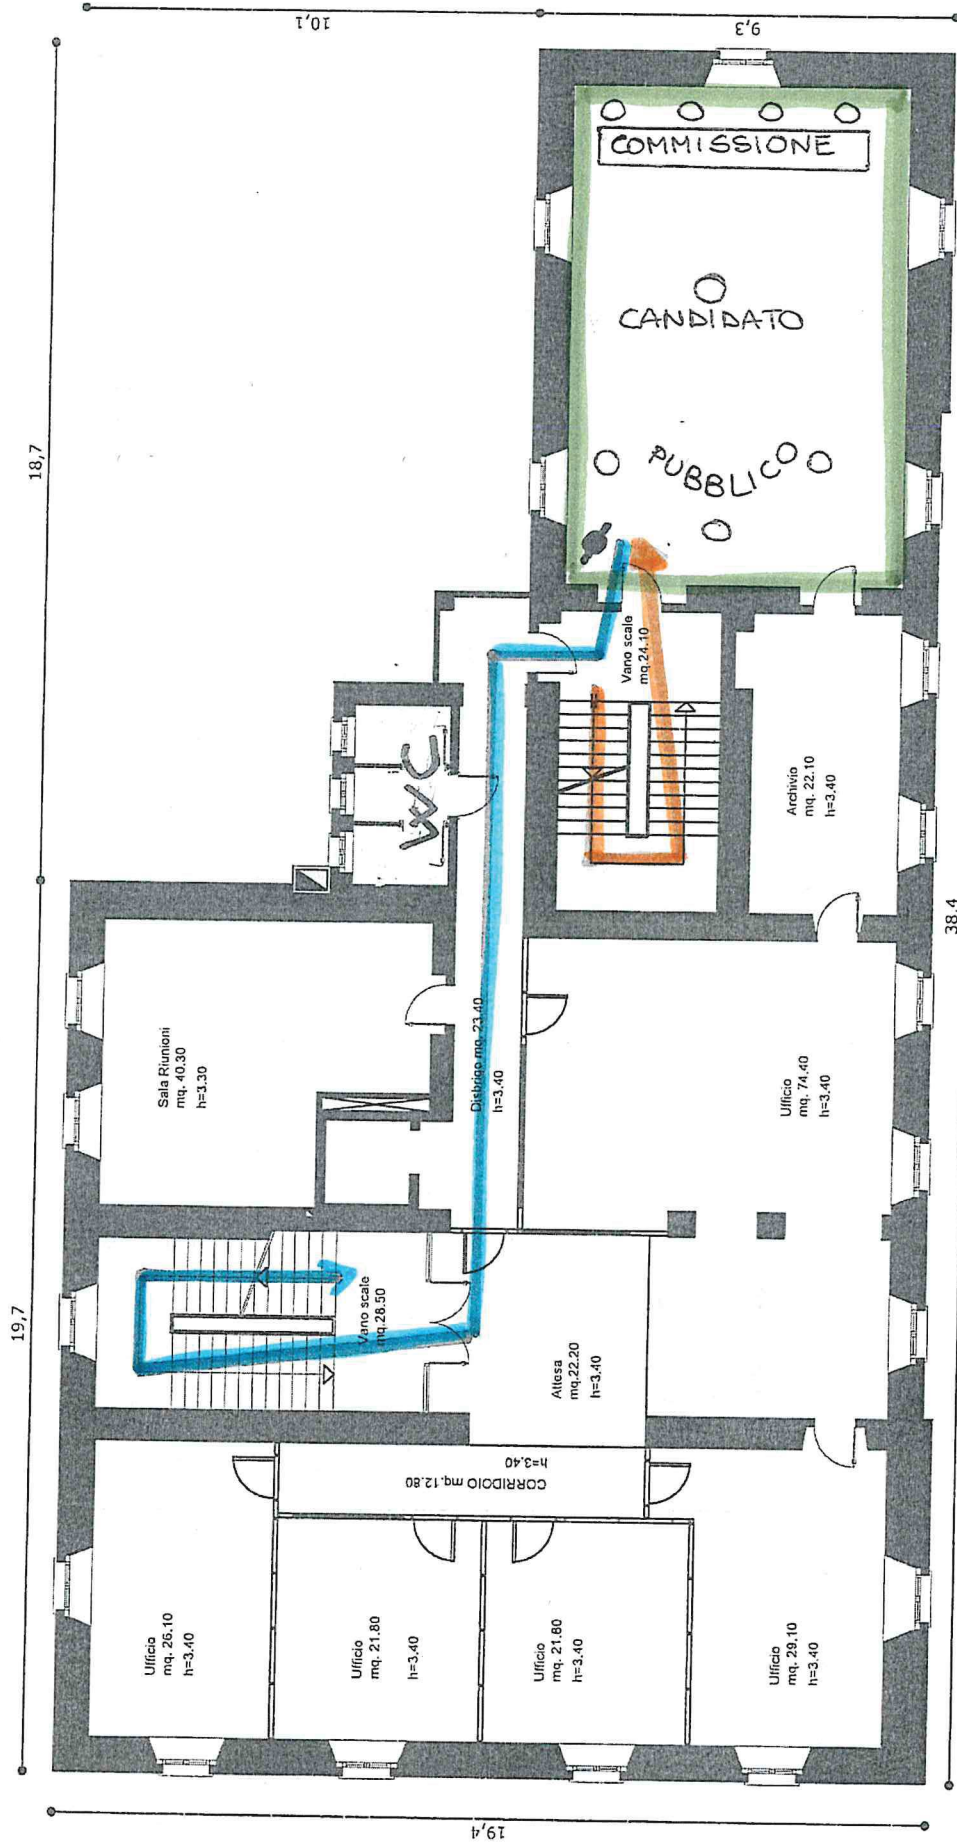 18,7
19,7
10,1
9,3
38,4
19,4
COMMISSIONE
CANDIDATO
PUBBLICO
Vano scale
mq.24.10
WC
Archivio
mq. 22.10
h=3.40
Sala Riunioni
mq. 40.30
h=3.30
Disbrigo mq. 23.40
h=3.40
Ufficio
mq. 74.40
h=3.40
Vano scale
mq.28.50
Attesa
mq.22.20
h=3.40
CORRIDOIO mq.12.80
h=3.40
Ufficio
mq. 26.10
h=3.40
Ufficio
mq. 21.80
h=3.40
Ufficio
mq. 21.80
h=3.40
Ufficio
mq. 29.10
h=3.40